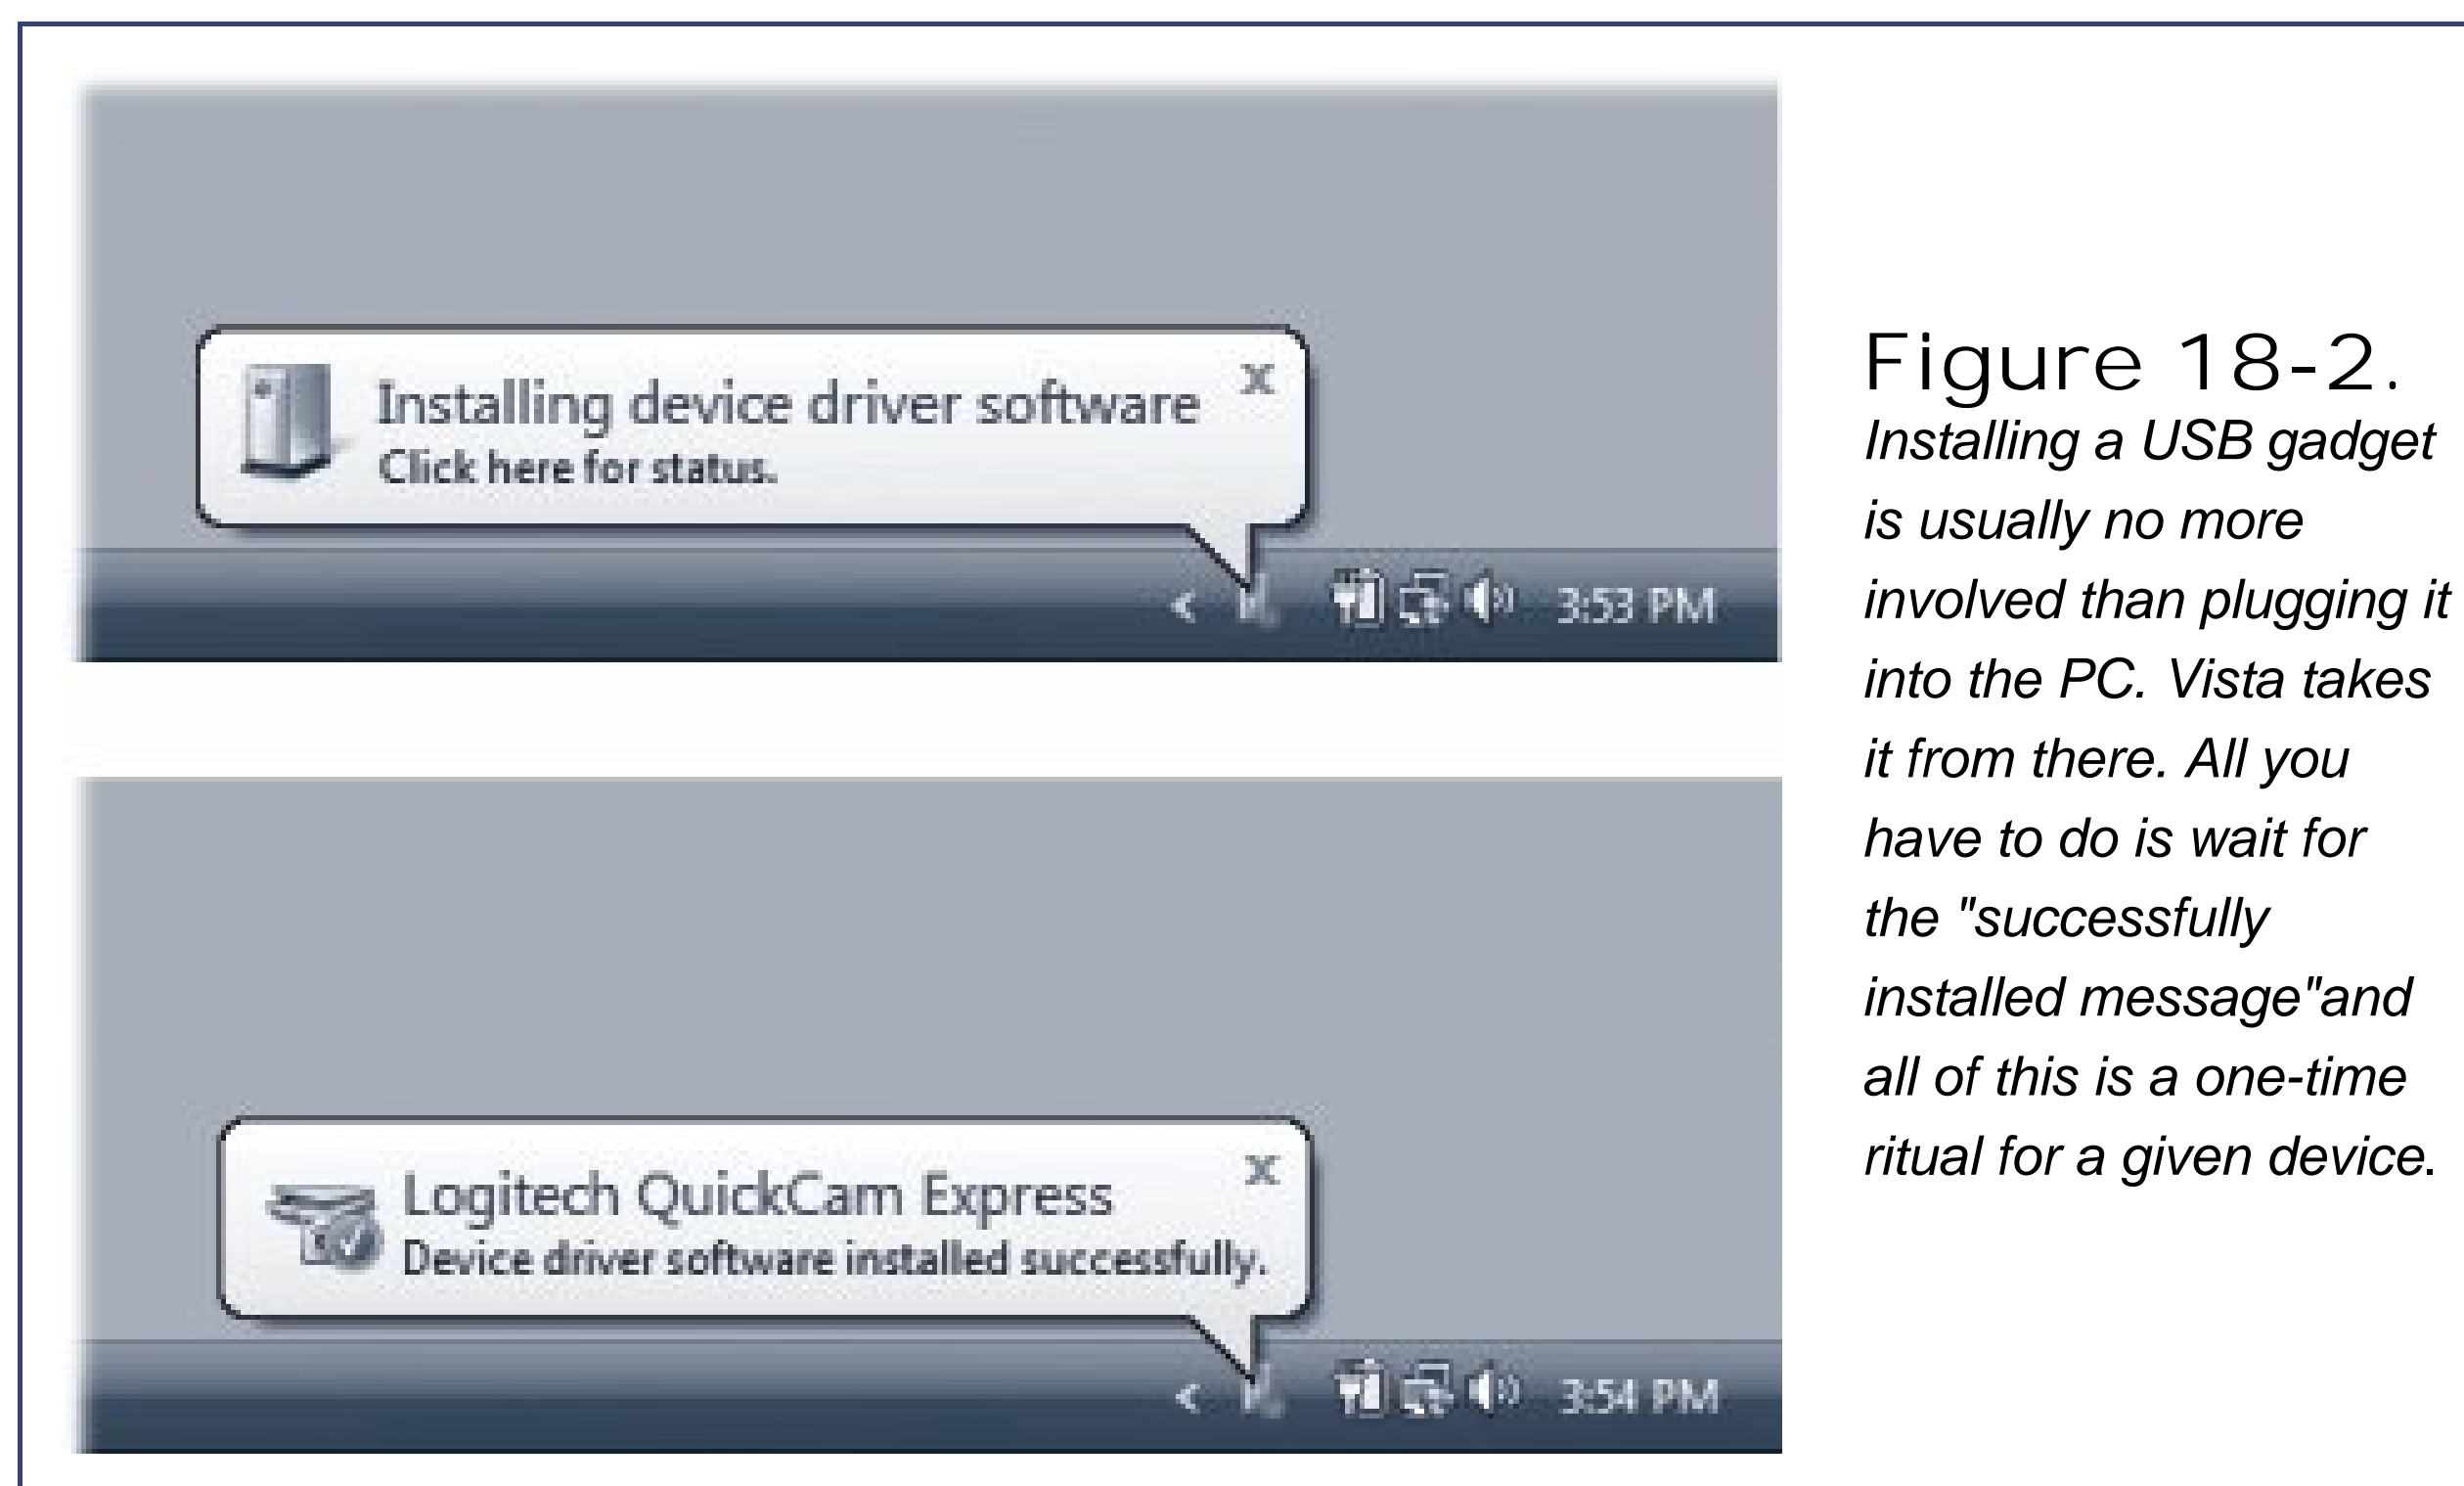 Installing device driver software
Click here for status.
3:53 PM
Logitech QuickCam Express
Device driver software installed successfully.
3:54 PM
Figure 18-2.
Installing a USB gadget
is usually no more
involved than plugging it
into the PC. Vista takes
it from there. All you
have to do is wait for
the "successfully
installed message"and
all of this is a one-time
ritual for a given device.